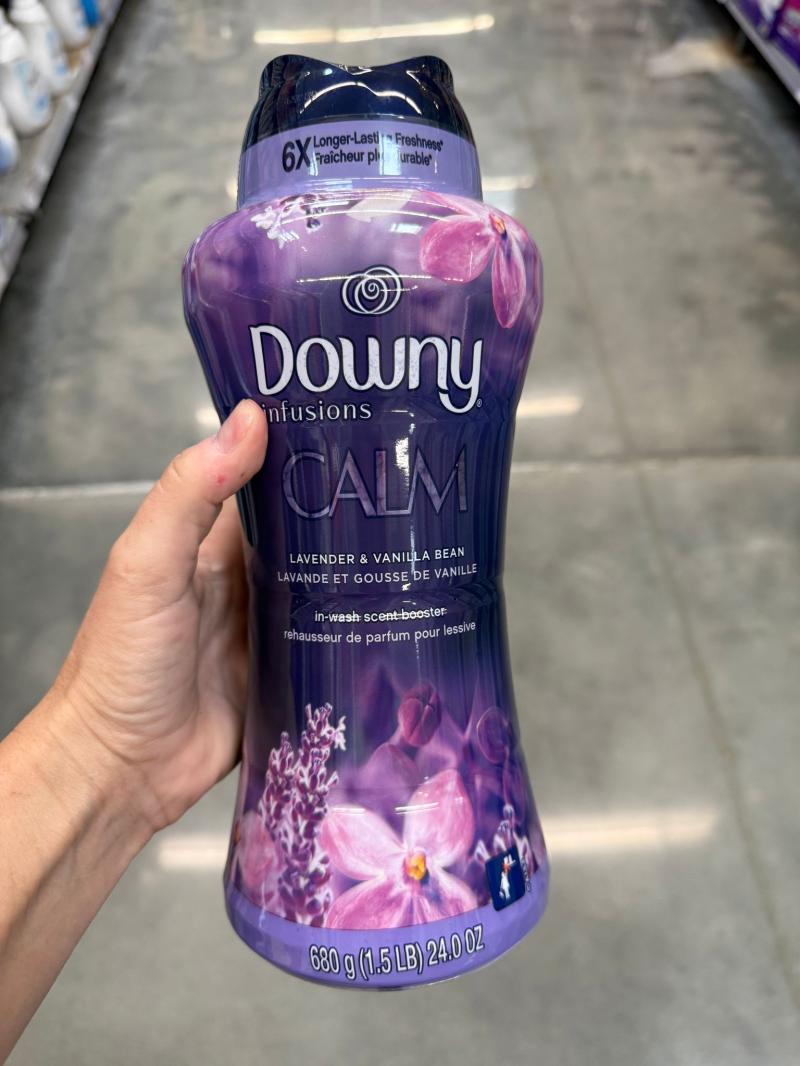 6X Longer-Lasting Freshness*
Fraîcheur plus durable*
Downy®
infusions
CALM
LAVENDER & VANILLA BEAN
LAVANDE ET GOUSSE DE VANILLE
in-wash scent booster
rehausseur de parfum pour lessive
680 g (1.5 LB) 24.0 OZ